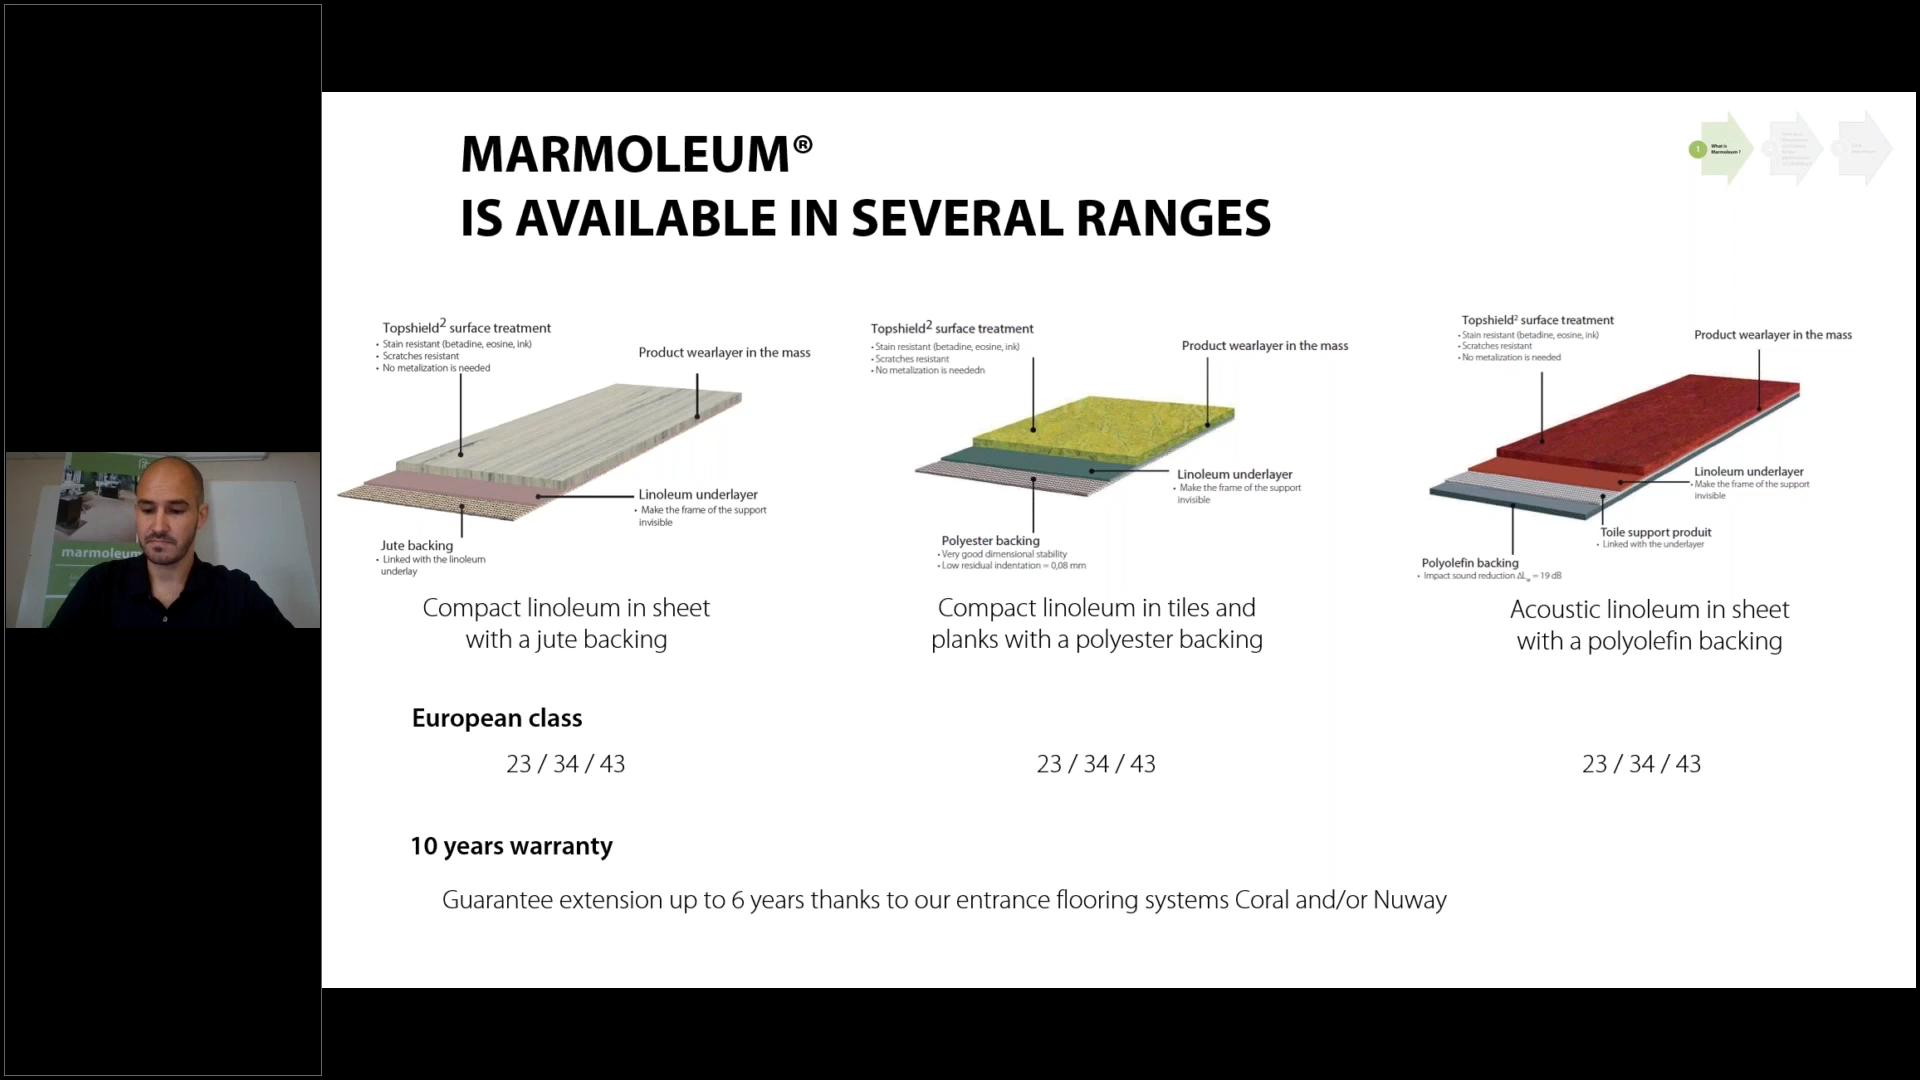 MARMOLEUM®
IS AVAILABLE IN SEVERAL RANGES
1
What is
Marmoleum ?
Topshield2 surface treatment
• Stain resistant (betadine, eosine, ink)
• Scratches resistant
• No metalization is needed
Product wearlayer in the mass
Linoleum underlayer
• Make the frame of the support
invisible
Jute backing
• Linked with the linoleum
underlay
Compact linoleum in sheet
with a jute backing
Topshield2 surface treatment
• Stain resistant (betadine, eosine, ink)
• Scratches resistant
• No metalization is needednn
Product wearlayer in the mass
Linoleum underlayer
• Make the frame of the support
invisible
Polyester backing
• Very good dimensional stability
• Low residual indentation = 0,08 mm
Compact linoleum in tiles and
planks with a polyester backing
Topshield2 surface treatment
• Stain resistant (betadine, eosine, ink)
• Scratches resistant
• No metalization is needed
Product wearlayer in the mass
Linoleum underlayer
• Make the frame of the support
invisible
Toile support produit
• Linked with the underlayer
Polyolefin backing
• Impact sound reduction ΔLw = 19 dB
Acoustic linoleum in sheet
with a polyolefin backing
marmoleum
European class
23 / 34 / 43
23 / 34 / 43
23 / 34 / 43
10 years warranty
Guarantee extension up to 6 years thanks to our entrance flooring systems Coral and/or Nuway